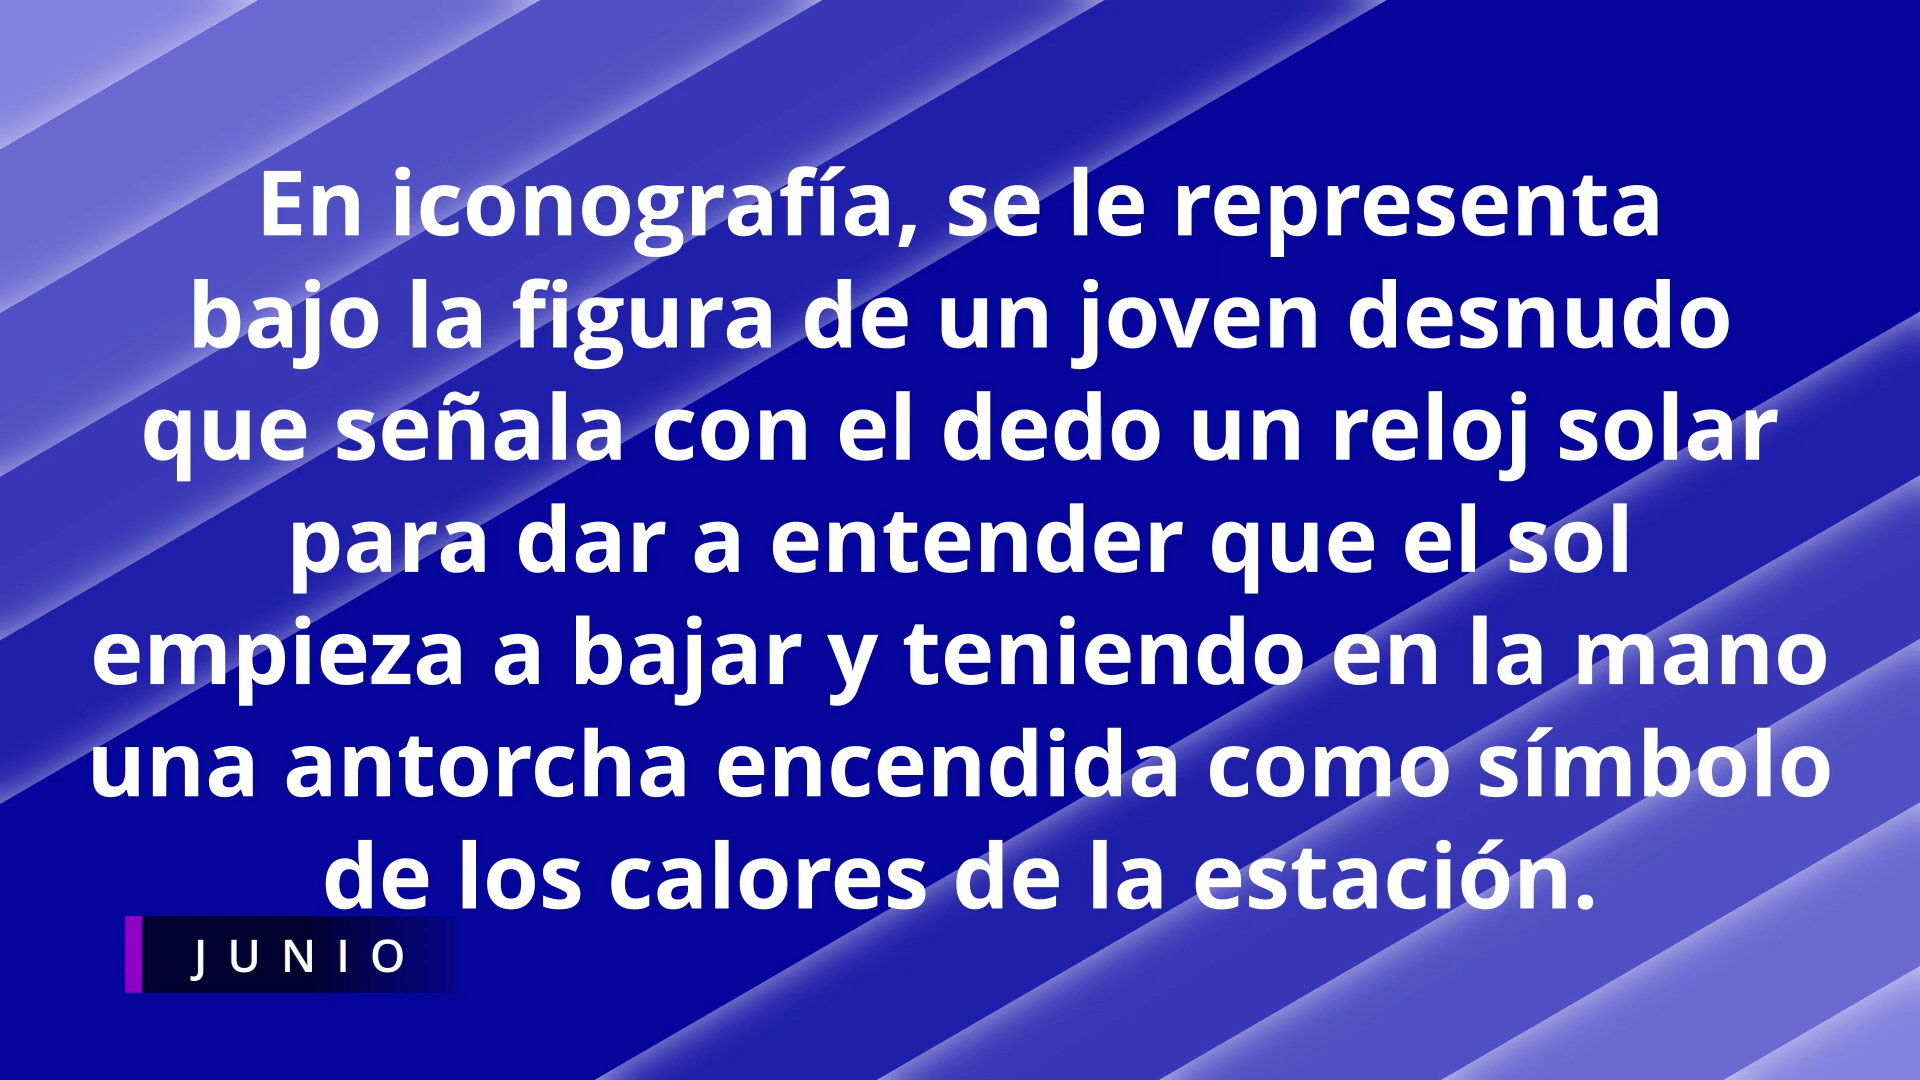 En iconografía, se le representa
bajo la figura de un joven desnudo
que señala con el dedo un reloj solar
para dar a entender que el sol
empieza a bajar y teniendo en la mano
una antorcha encendida como símbolo
de los calores de la estación.
JUNIO